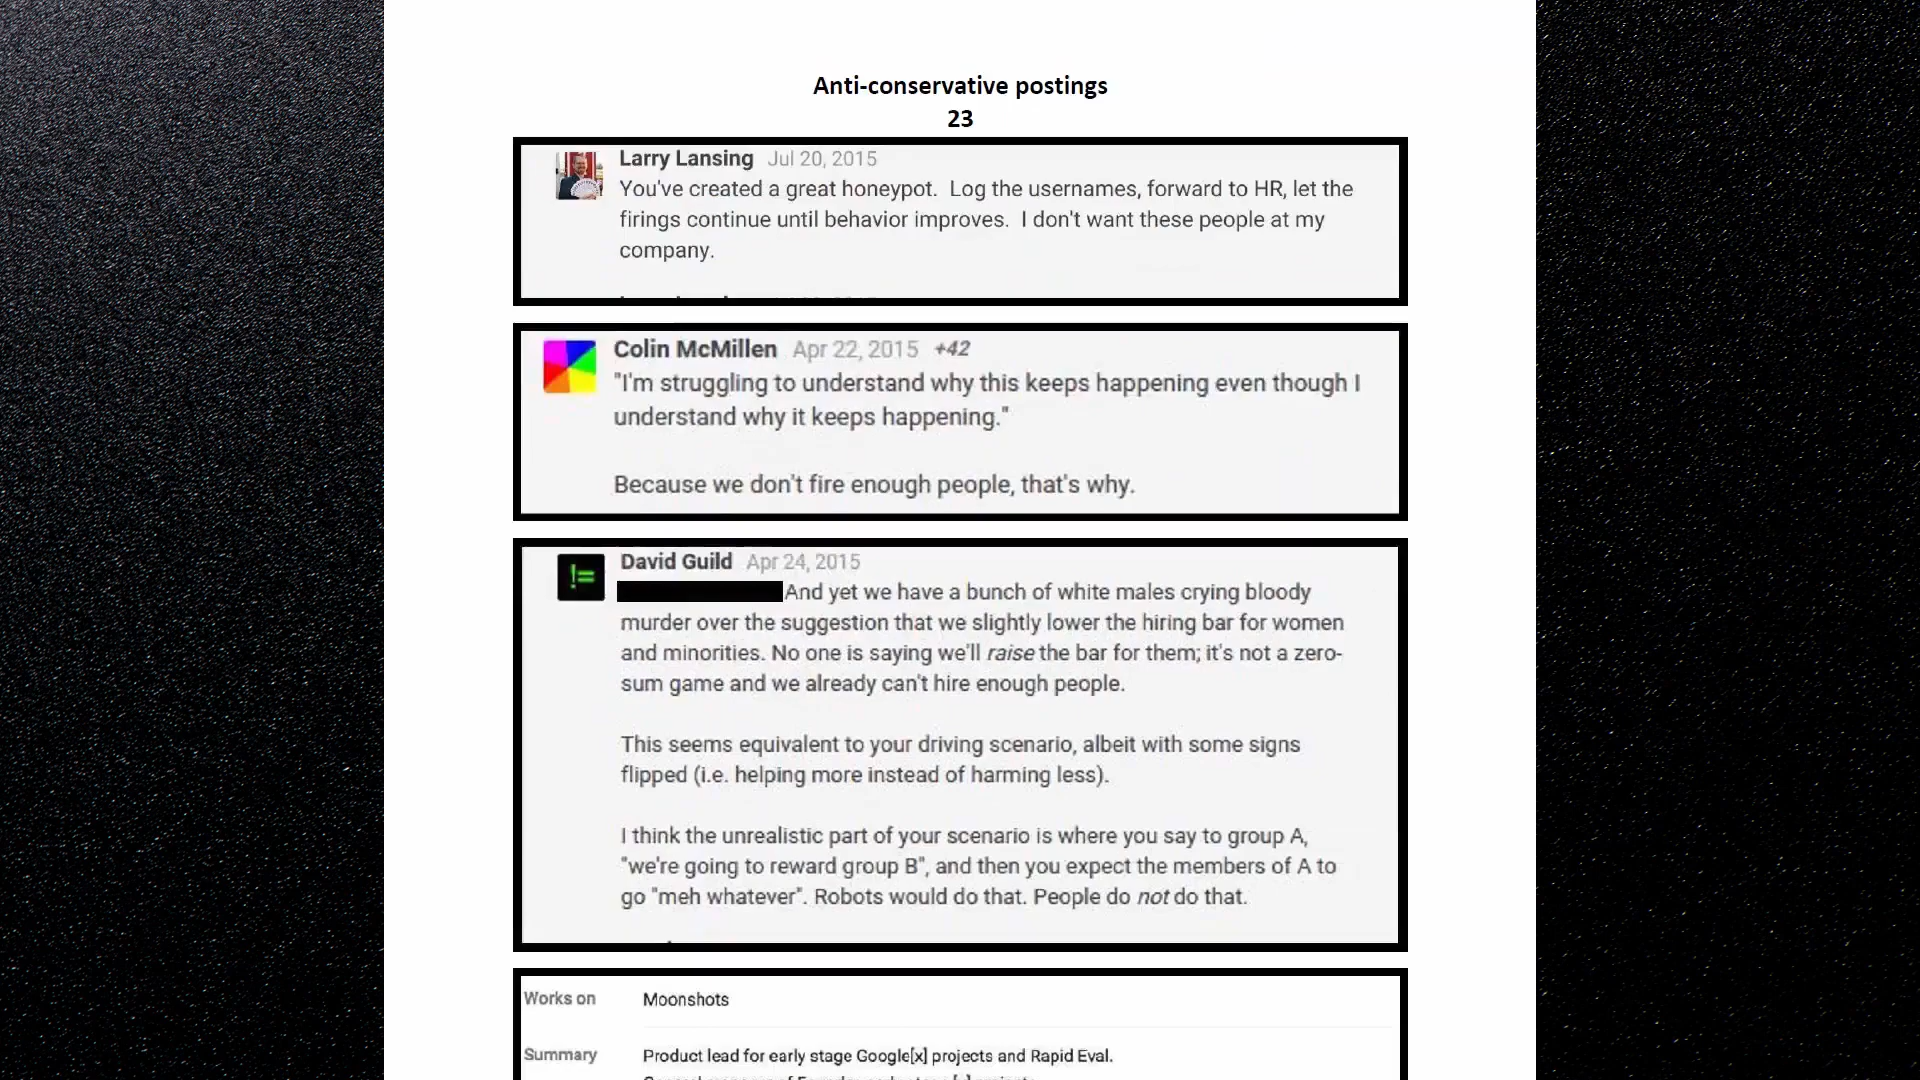 Anti-conservative postings
23
Larry Lansing Jul 20, 2015
You've created a great honeypot. Log the usernames, forward to HR, let the
firings continue until behavior improves. I don't want these people at my
company.
Colin McMillen Apr 22, 2015 +42
"I'm struggling to understand why this keeps happening even though I
understand why it keeps happening."
Because we don't fire enough people, that's why.
!=
David Guild Apr 24, 2015
And yet we have a bunch of white males crying bloody
murder over the suggestion that we slightly lower the hiring bar for women
and minorities. No one is saying we'll raise the bar for them; it's not a zero-
sum game and we already can't hire enough people.
This seems equivalent to your driving scenario, albeit with some signs
flipped (i.e. helping more instead of harming less).
I think the unrealistic part of your scenario is where you say to group A,
"we're going to reward group B", and then you expect the members of A to
go "meh whatever". Robots would do that. People do not do that.
Works on Moonshots
Summary Product lead for early stage Google[x] projects and Rapid Eval.